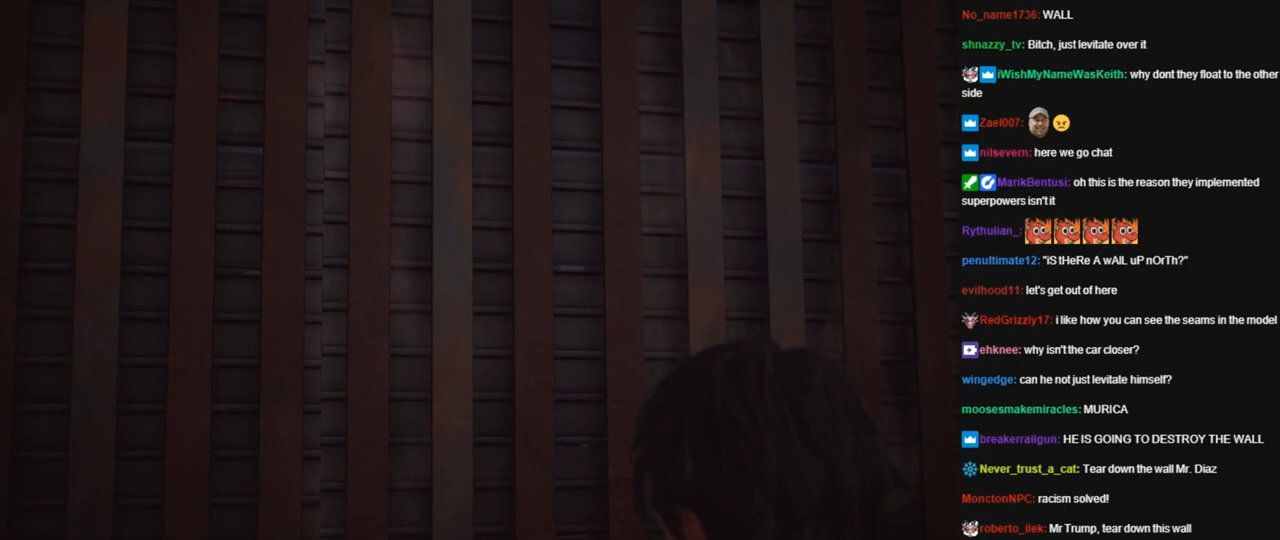 No_name1736: WALL
shnazzy_tv: Bitch, just levitate over it
iWishMyNameWasKeith: why dont they float to the other
side
Zael007:
nilsevern: here we go chat
MarikBentusi: oh this is the reason they implemented
superpowers isn't it
Rythulian_:
penultimate12: "iS tHeRe A wAlL uP nOrTh?"
evilhood11: let's get out of here
RedGrizzly17: i like how you can see the seams in the model
ehknee: why isn't the car closer?
wingedge: can he not just levitate himself?
moosesmakemiracles: MURICA
breakerrailgun: HE IS GOING TO DESTROY THE WALL
Never_trust_a_cat: Tear down the wall Mr. Diaz
MonctonNPC: racism solved!
roberto_ilek: Mr Trump, tear down this wall